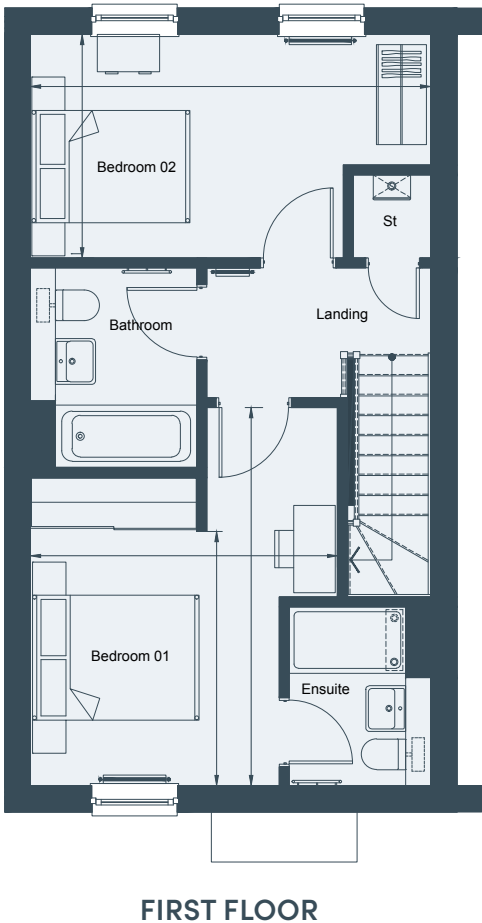 Bedroom 02
St
Landing
Bathroom
Bedroom 01
Ensuite
FIRST FLOOR